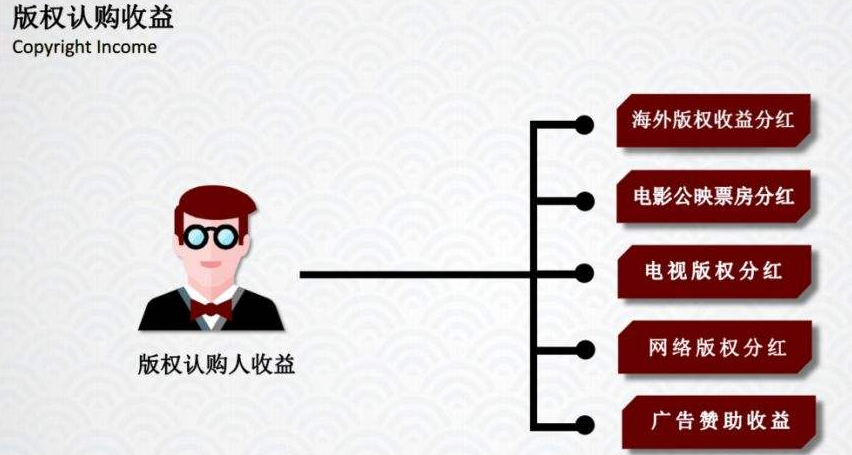 版权认购收益
Copyright Income
海外版权收益分红
电影公映票房分红
电视版权分红
网络版权分红
广告赞助收益
版权认购人收益